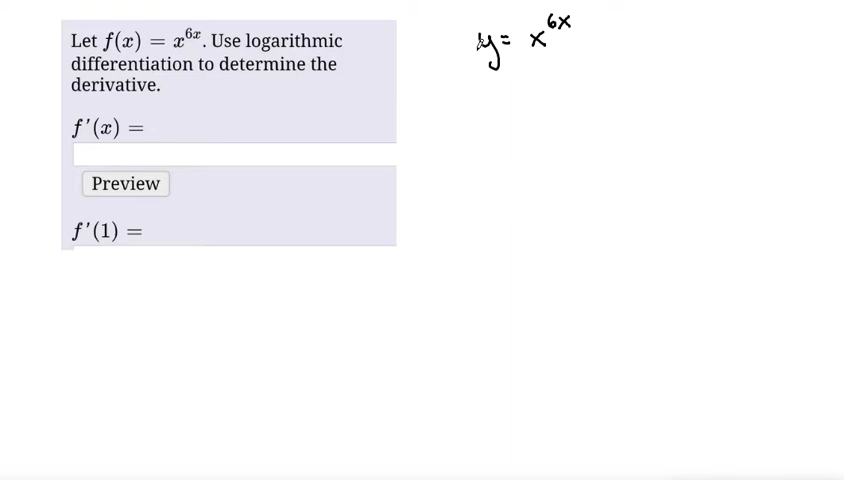 Let f(x) = x^{6x}. Use logarithmic
differentiation to determine the
derivative.
f'(x) =
Preview
f'(1) =
y = x^{6x}